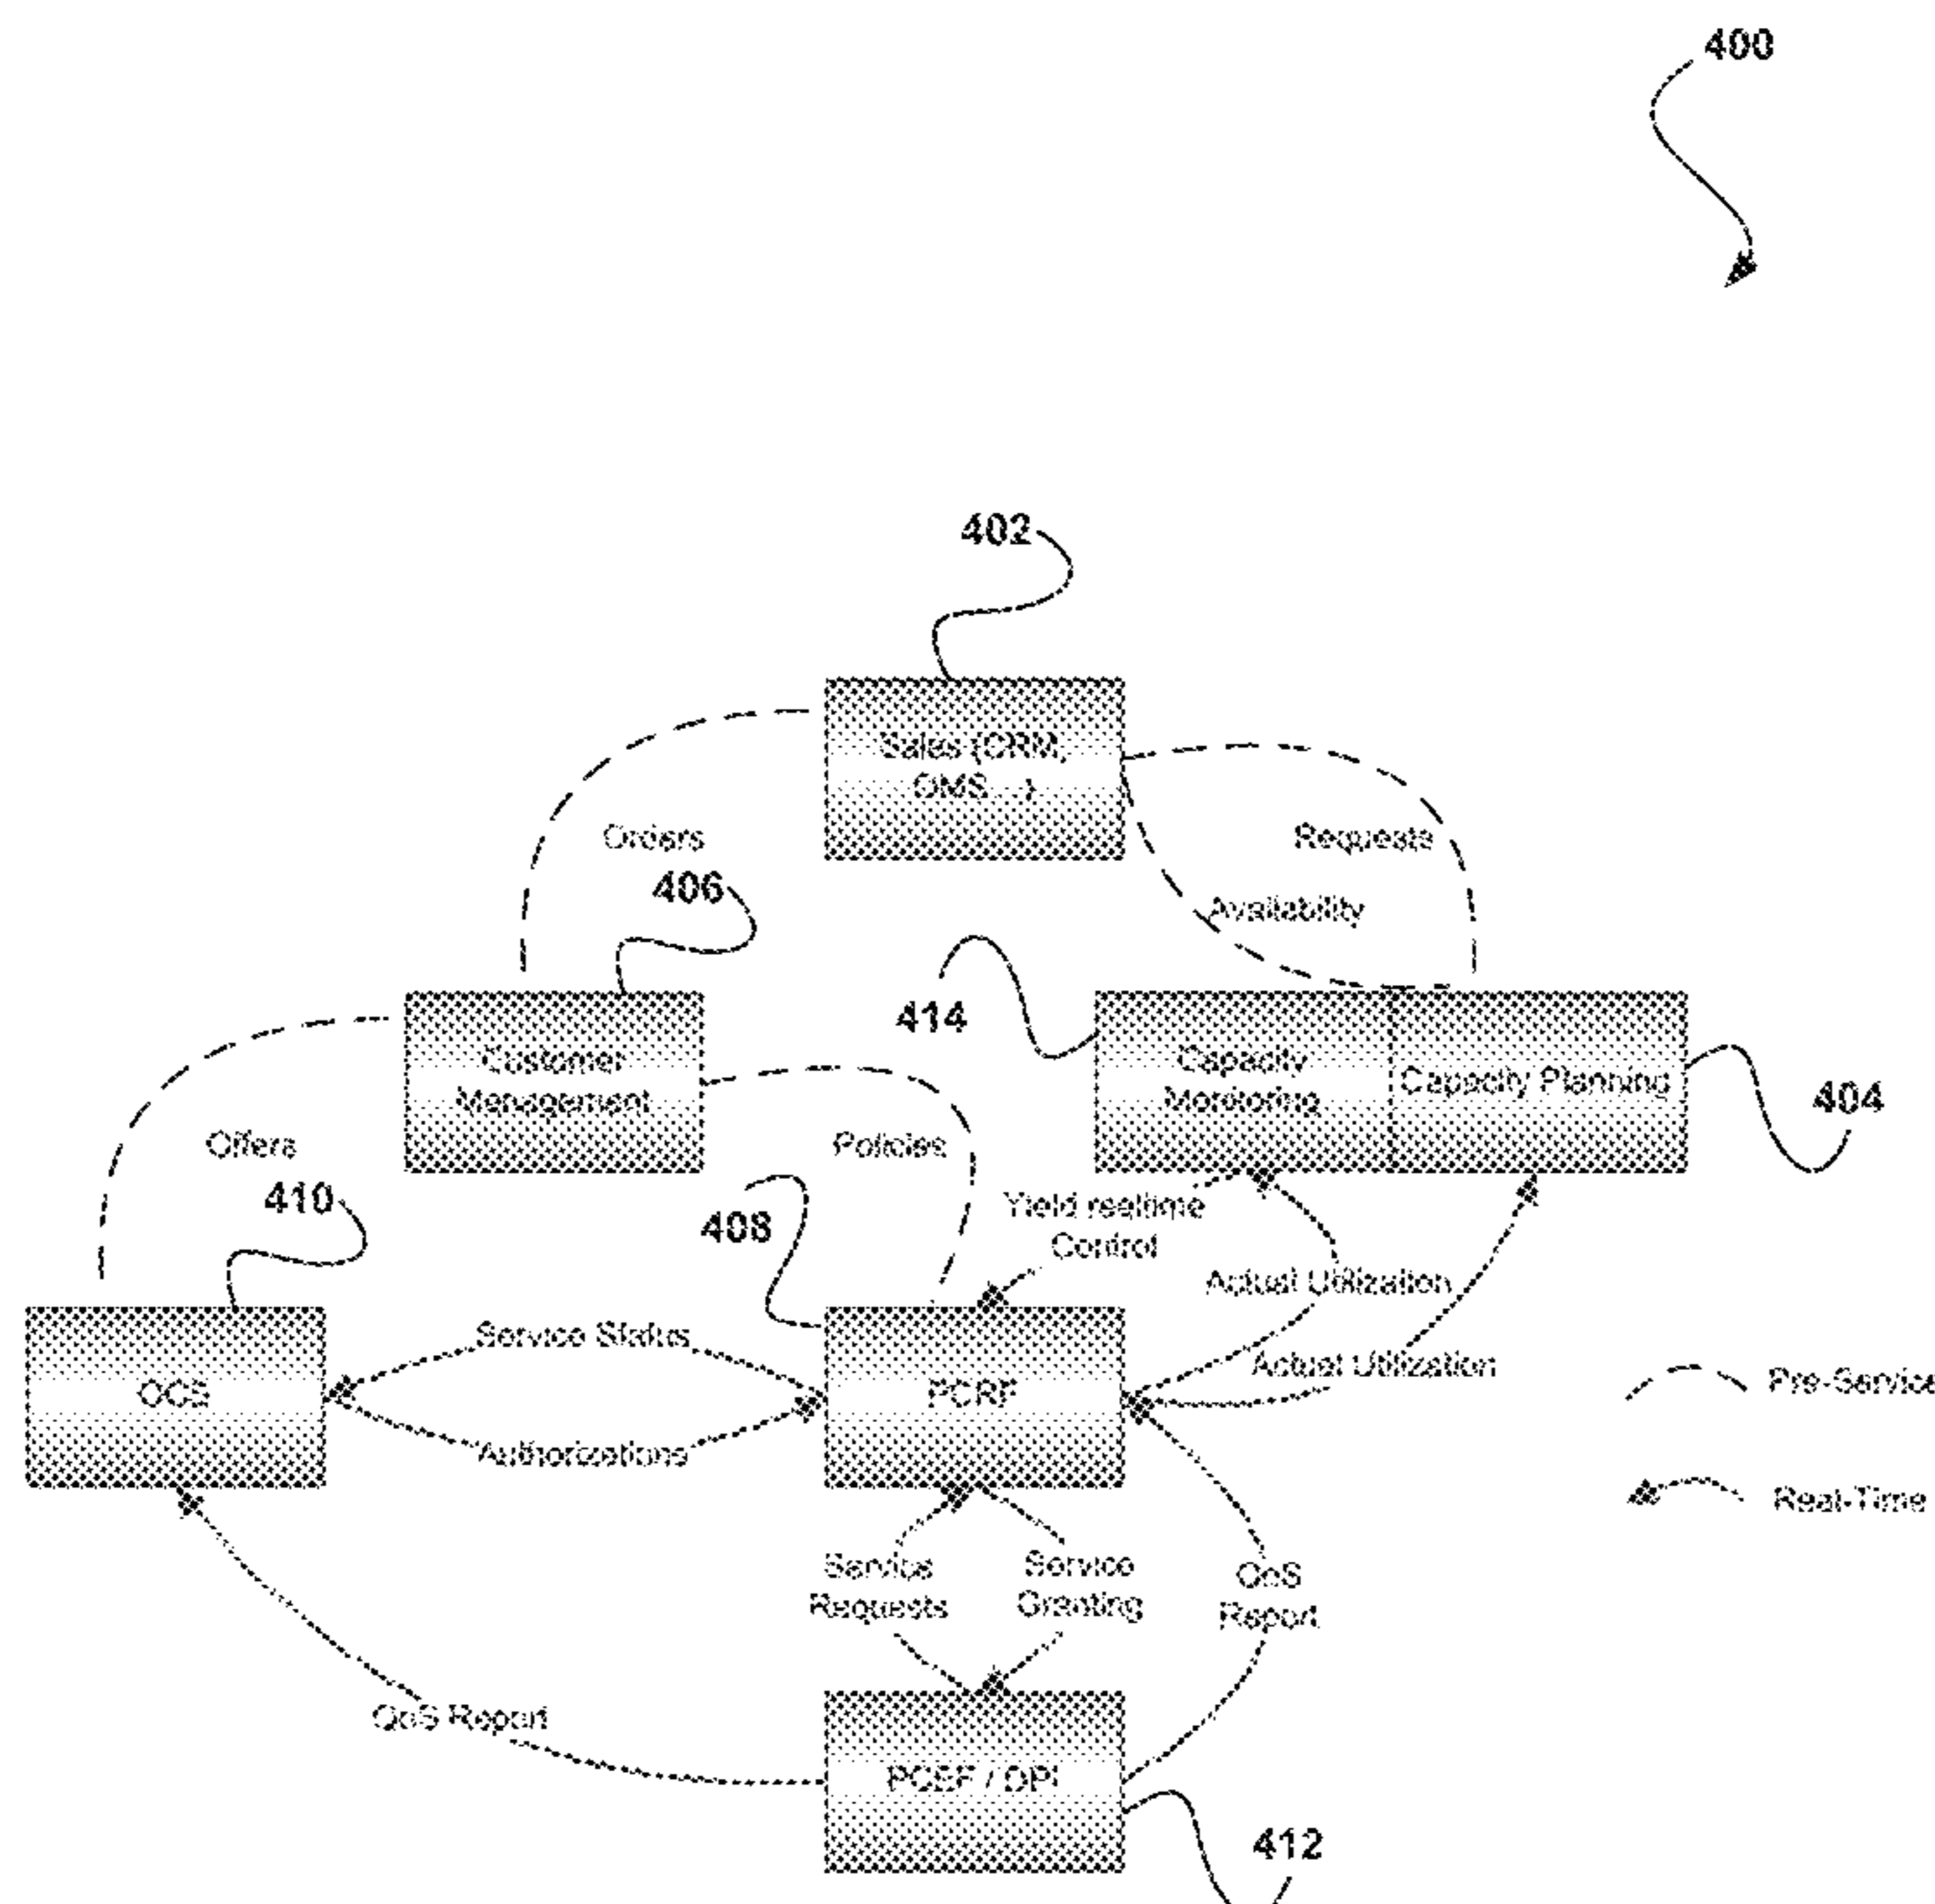 400
402
Sales (CRM,
OMS...)
Orders
Requests
406
Availability
414
Customer
Management
Capacity
Monitoring
Capacity Planning
404
Offers
Policies
410
408
Yield realtime
Control
Actual Utilization
Service Status
Actual Utilization
OCS
PCRF
Pre-Service
Authorizations
Real-Time
Service
Requests
Service
Granting
QoS
Report
QoS Report
PCEF / DPI
412